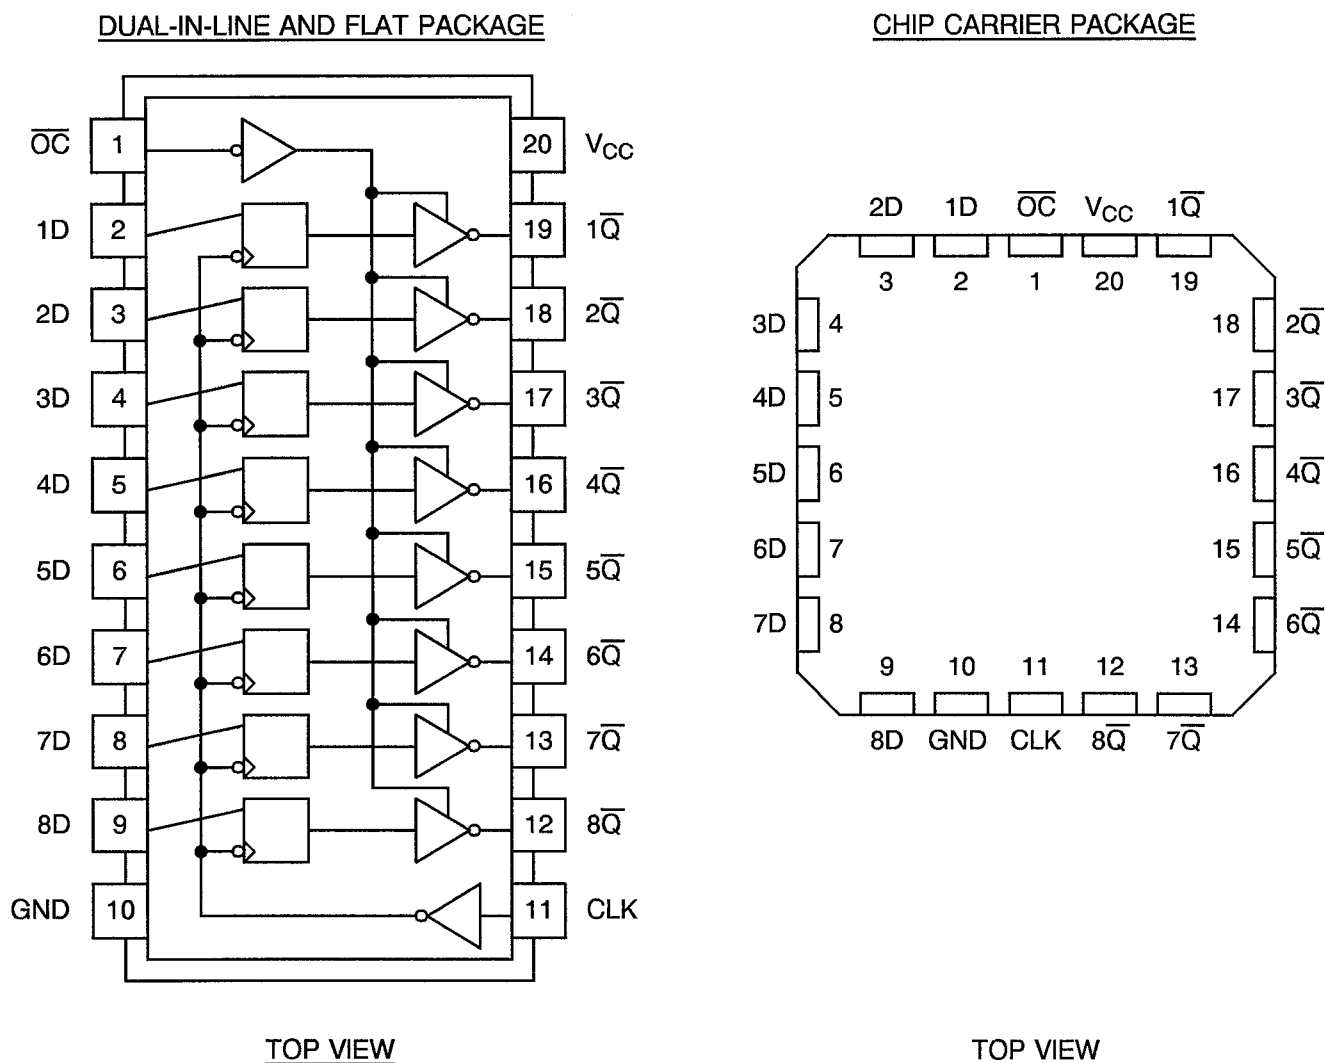 DUAL-IN-LINE AND FLAT PACKAGE
O̅C̅ 1 20 VCC
1D 2 19 1Q̅
2D 3 18 2Q̅
3D 4 17 3Q̅
4D 5 16 4Q̅
5D 6 15 5Q̅
6D 7 14 6Q̅
7D 8 13 7Q̅
8D 9 12 8Q̅
GND 10 11 CLK
TOP VIEW
CHIP CARRIER PACKAGE
2D 1D O̅C̅ VCC 1Q̅
3 2 1 20 19
3D 4 18 2Q̅
4D 5 17 3Q̅
5D 6 16 4Q̅
6D 7 15 5Q̅
7D 8 14 6Q̅
9 10 11 12 13
8D GND CLK 8Q̅ 7Q̅
TOP VIEW